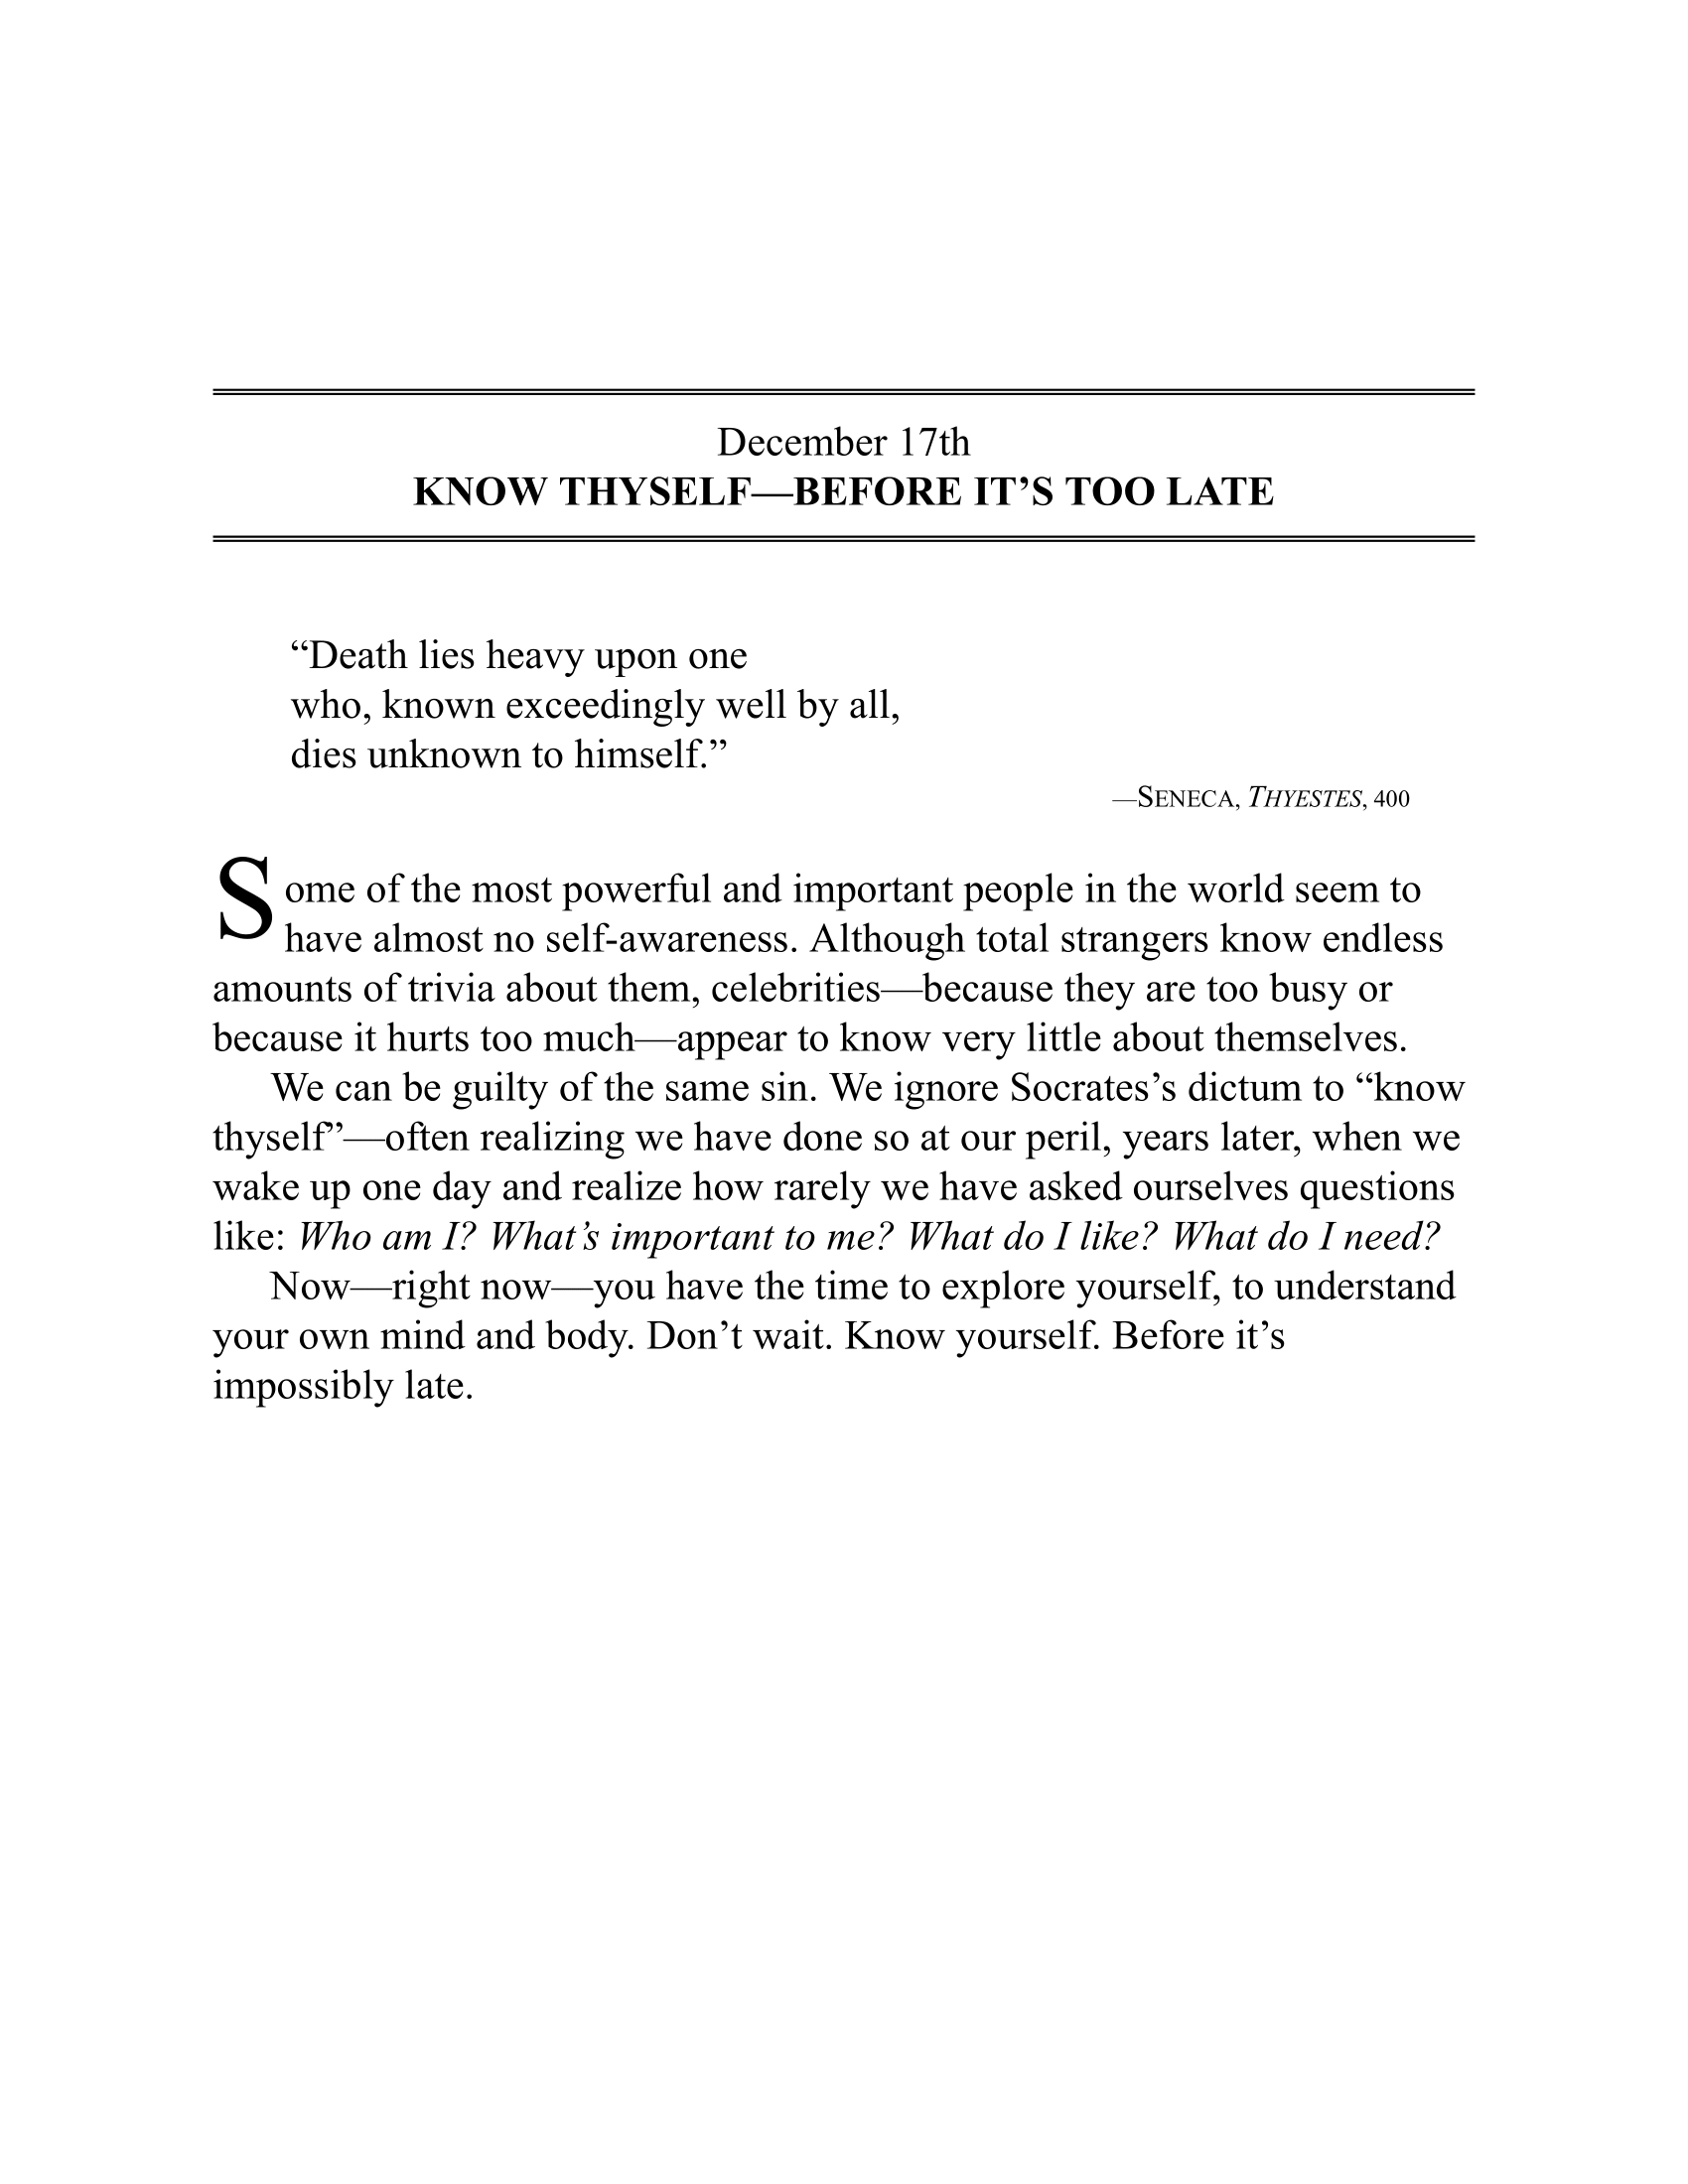 December 17th
KNOW THYSELF—BEFORE IT’S TOO LATE
“Death lies heavy upon one
who, known exceedingly well by all,
dies unknown to himself.”
—SENECA, THYESTES, 400
Some of the most powerful and important people in the world seem to
have almost no self-awareness. Although total strangers know endless
amounts of trivia about them, celebrities—because they are too busy or
because it hurts too much—appear to know very little about themselves.
We can be guilty of the same sin. We ignore Socrates’s dictum to “know
thyself”—often realizing we have done so at our peril, years later, when we
wake up one day and realize how rarely we have asked ourselves questions
like: Who am I? What’s important to me? What do I like? What do I need?
Now—right now—you have the time to explore yourself, to understand
your own mind and body. Don’t wait. Know yourself. Before it’s
impossibly late.